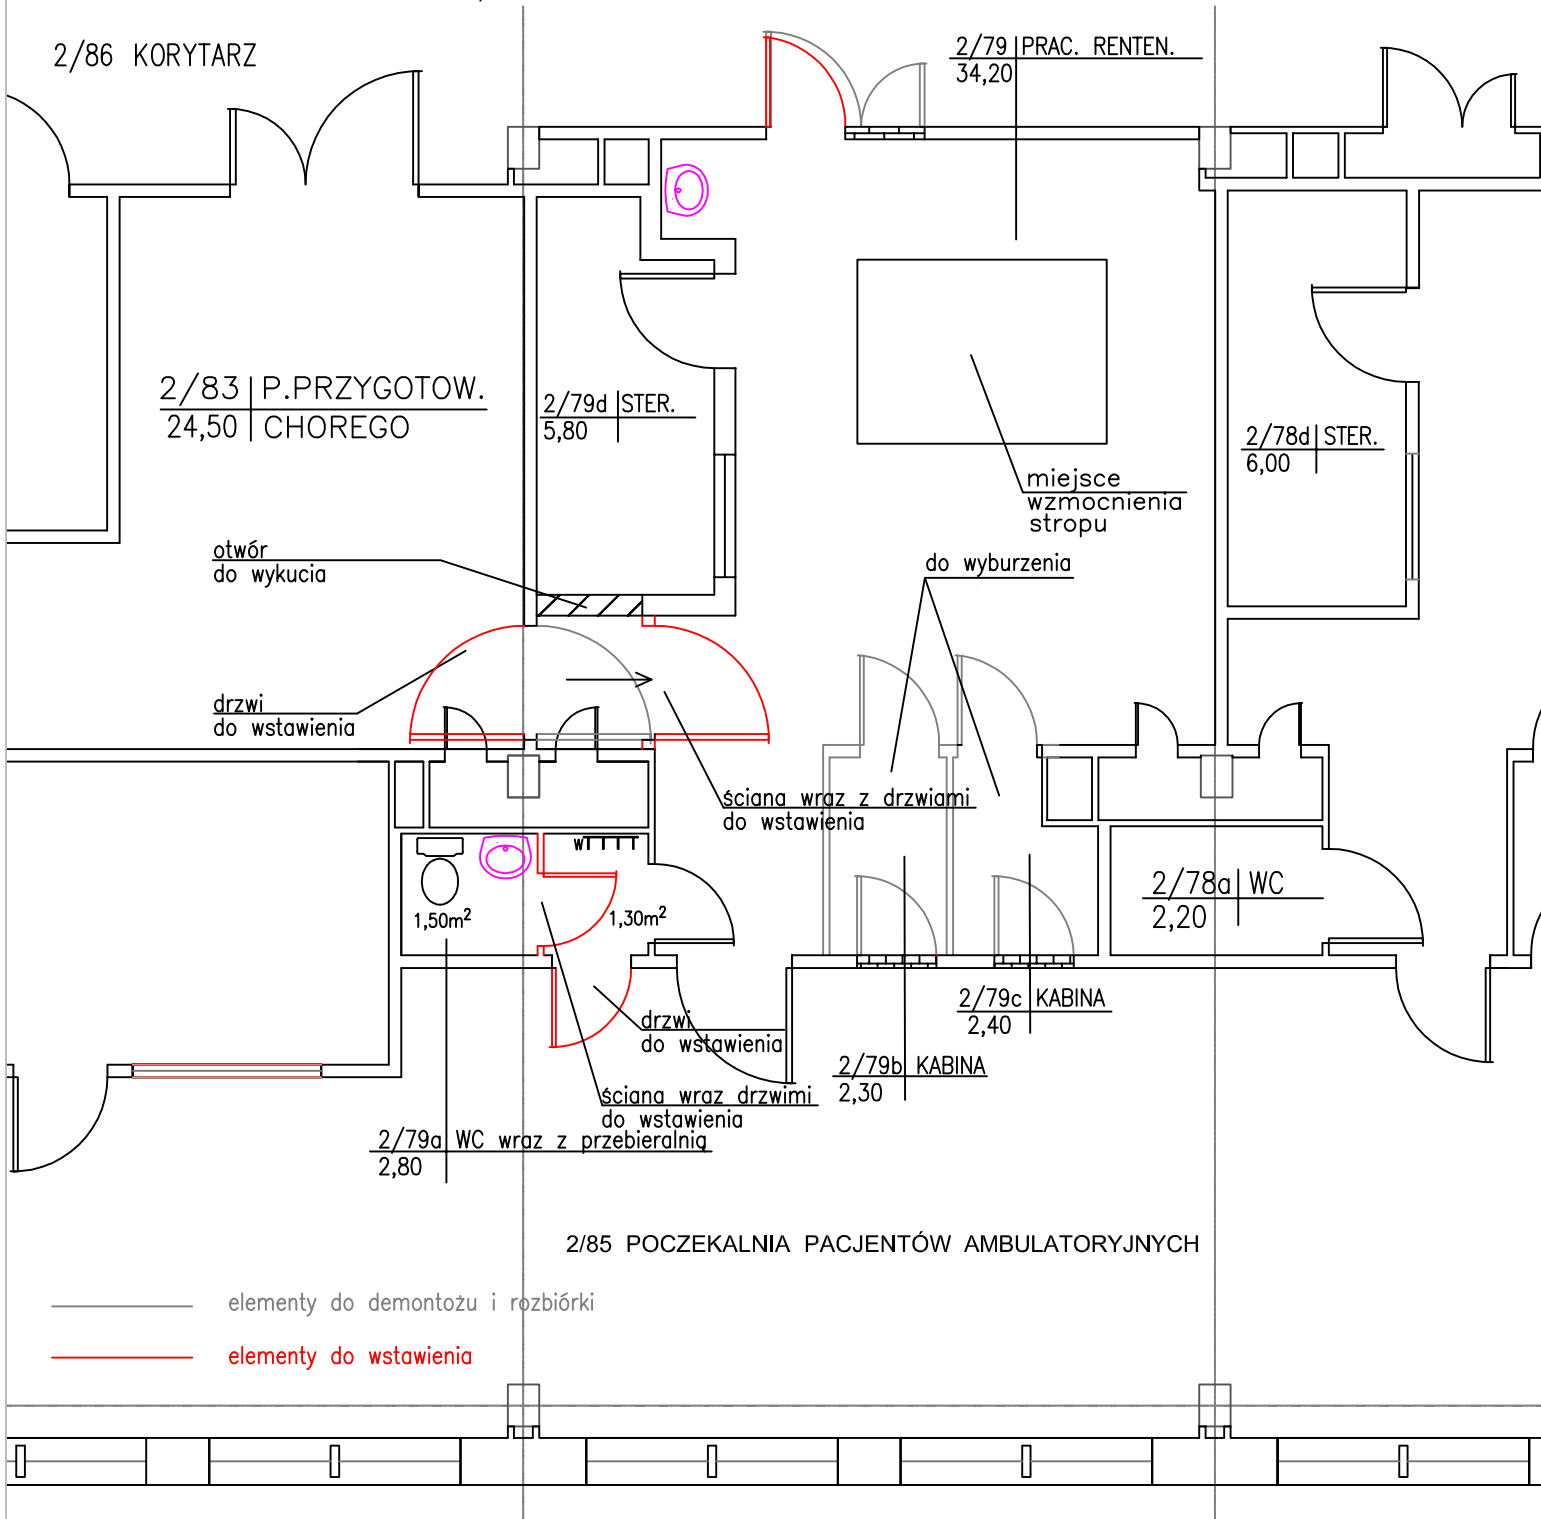 2/86 KORYTARZ
2/79 PRAC. RENTEN.
34,20
2/83 P.PRZYGOTOW.
24,50 CHOREGO
2/79d STER.
5,80
2/78d STER.
6,00
miejsce
wzmocnienia
stropu
otwór
do wykucia
do wyburzenia
drzwi
do wstawienia
ściana wraz z drzwiami
do wstawienia
W
1,50m²
1,30m²
2/78a WC
2,20
2/79c KABINA
2,40
drzwi
do wstawienia
2/79b KABINA
2,30
ściana wraz drzwimi
do wstawienia
2/79a WC wraz z przebieralnią
2,80
2/85 POCZEKALNIA PACJENTÓW AMBULATORYJNYCH
elementy do demontożu i rozbiórki
elementy do wstawienia